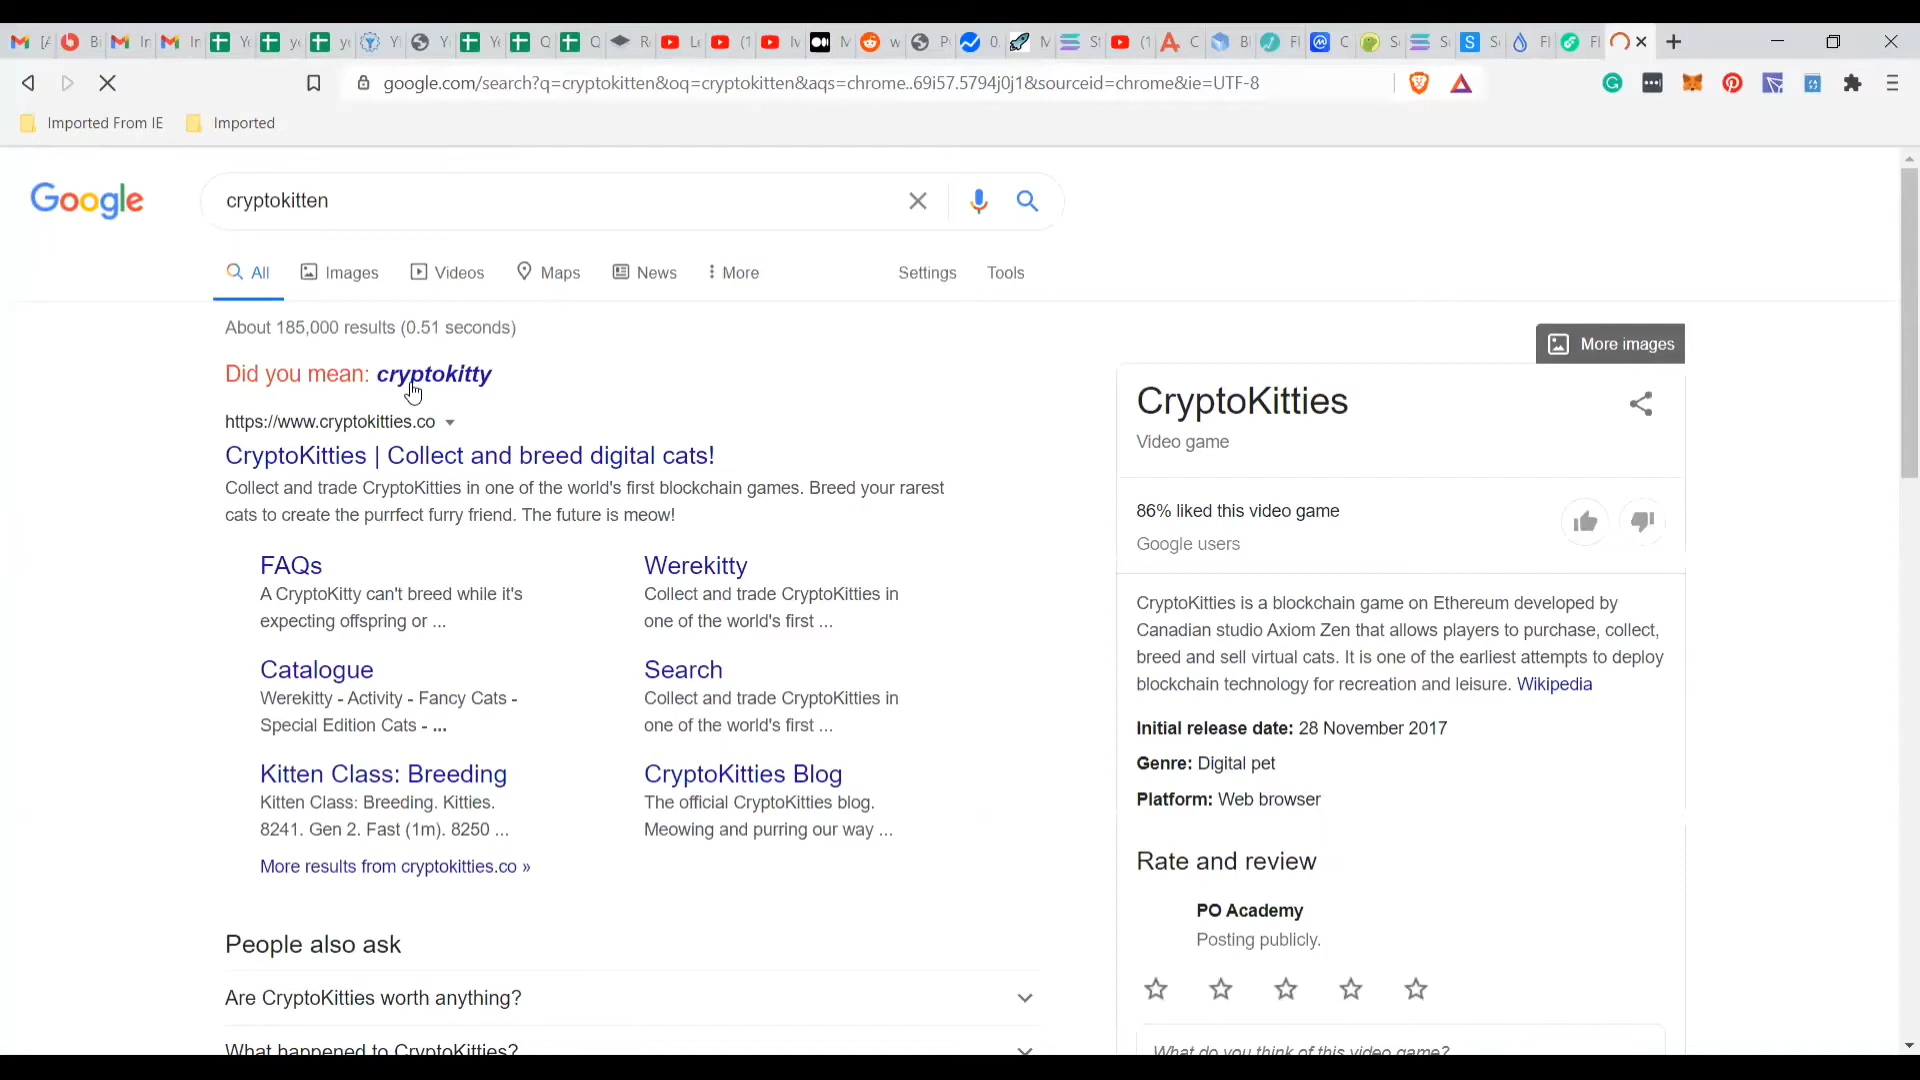 google.com/search?q=cryptokitten&oq=cryptokitten&aqs=chrome..69i57.5794j0j1&sourceid=chrome&ie=UTF-8
Imported From IE Imported
Google cryptokitten
All Images Videos Maps News More Settings Tools
About 185,000 results (0.51 seconds)
Did you mean: cryptokitty
https://www.cryptokitties.co
CryptoKitties | Collect and breed digital cats!
Collect and trade CryptoKitties in one of the world's first blockchain games. Breed your rarest
cats to create the purrfect furry friend. The future is meow!
FAQs
A CryptoKitty can't breed while it's
expecting offspring or ...
Werekitty
Collect and trade CryptoKitties in
one of the world's first ...
Catalogue
Werekitty - Activity - Fancy Cats -
Special Edition Cats - ...
Search
Collect and trade CryptoKitties in
one of the world's first ...
Kitten Class: Breeding
Kitten Class: Breeding. Kitties.
8241. Gen 2. Fast (1m). 8250 ...
CryptoKitties Blog
The official CryptoKitties blog.
Meowing and purring our way ...
More results from cryptokitties.co »
People also ask
Are CryptoKitties worth anything?
What happened to CryptoKitties?
More images
CryptoKitties
Video game
86% liked this video game
Google users
CryptoKitties is a blockchain game on Ethereum developed by
Canadian studio Axiom Zen that allows players to purchase, collect,
breed and sell virtual cats. It is one of the earliest attempts to deploy
blockchain technology for recreation and leisure. Wikipedia
Initial release date: 28 November 2017
Genre: Digital pet
Platform: Web browser
Rate and review
PO Academy
Posting publicly.
What do you think of this video game?